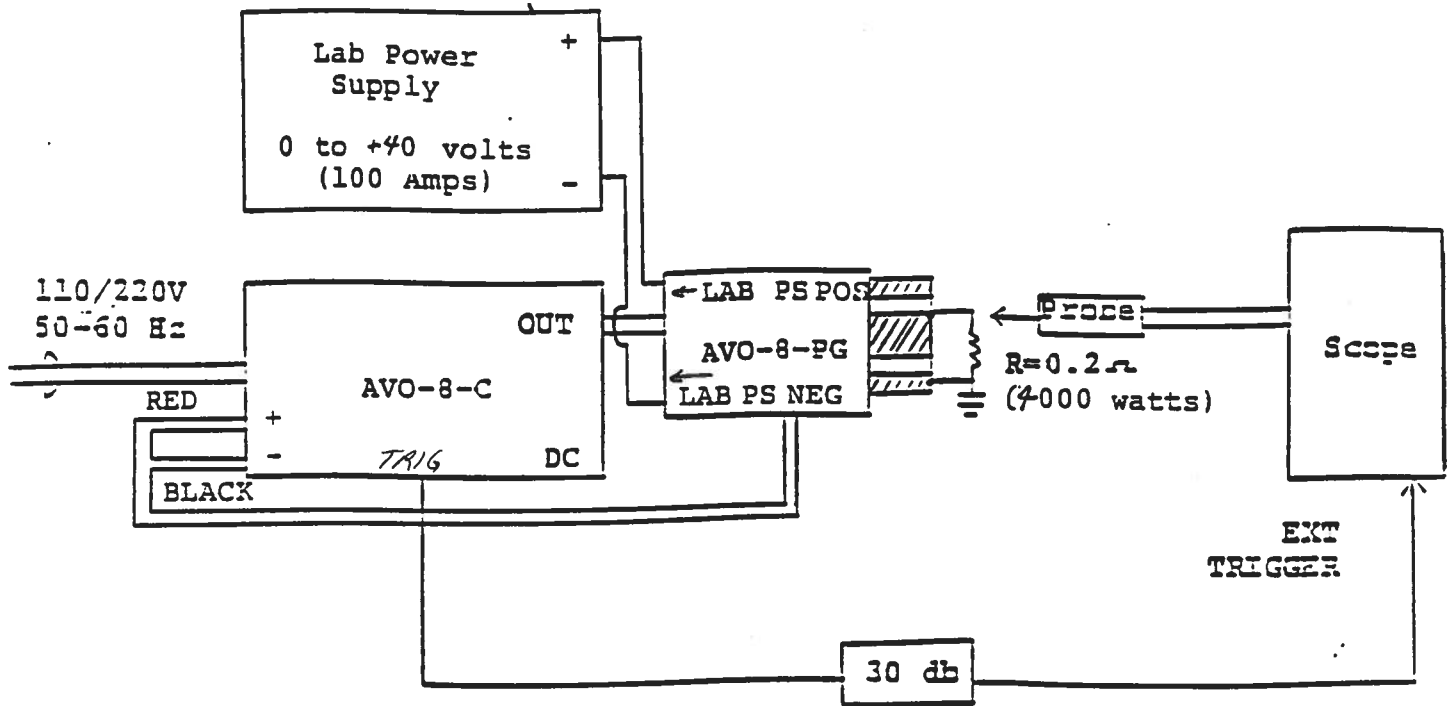 Lab Power
Supply
0 to +40 volts
(100 Amps)
+
-
110/220V
50-60 Hz
RED
+
-
BLACK
OUT
AVO-8-C
TRIG
DC
←LAB PS POS
AVO-8-PG
←
LAB PS NEG
R=0.2Ω
(4000 watts)
Probe
Scope
EXT
TRIGGER
30 db